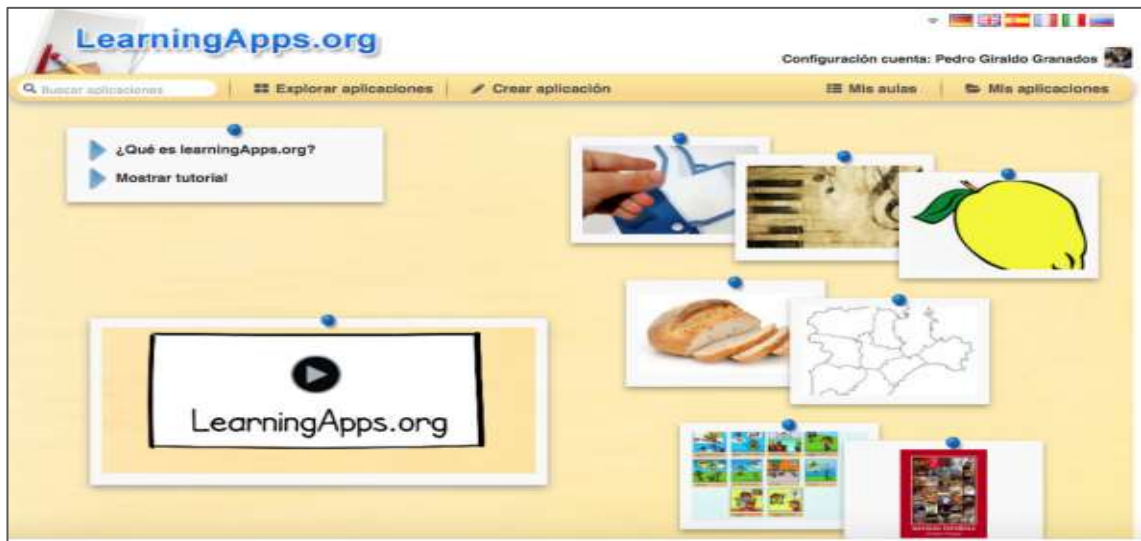 LearningApps.org
Configuración cuenta: Pedro Giraldo Granados
Buscar aplicaciones
Explorar aplicaciones
Crear aplicación
Mis aulas
Mis aplicaciones
¿Qué es learningApps.org?
Mostrar tutorial
LearningApps.org